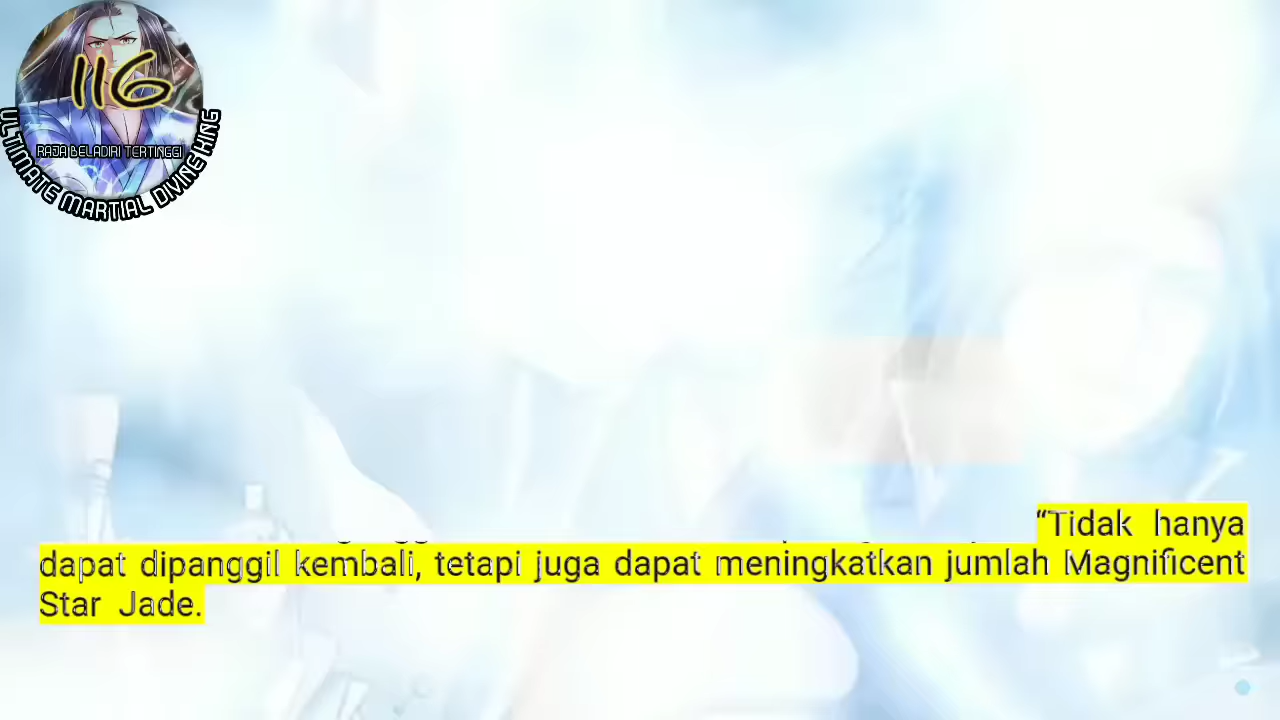 116
RAJA BELADIRI TERTINGGI
ULTIMATE MARTIAL DIVINE KING
“Tidak hanya
dapat dipanggil kembali, tetapi juga dapat meningkatkan jumlah Magnificent
Star Jade.